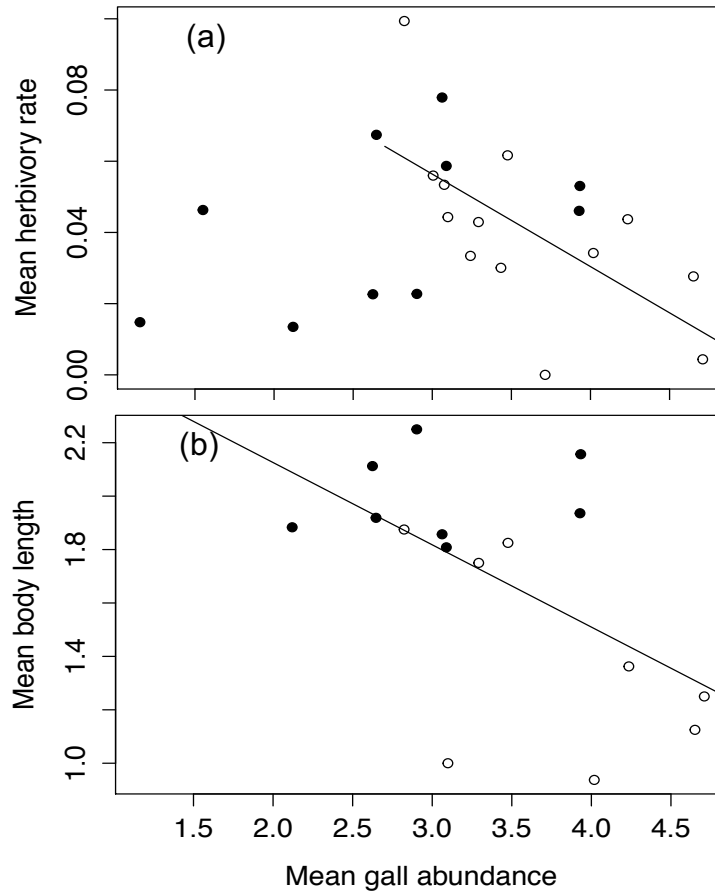 (a)
Mean herbivory rate
0.08
0.04
0.00
(b)
Mean body length
2.2
1.8
1.4
1.0
1.5 2.0 2.5 3.0 3.5 4.0 4.5
Mean gall abundance